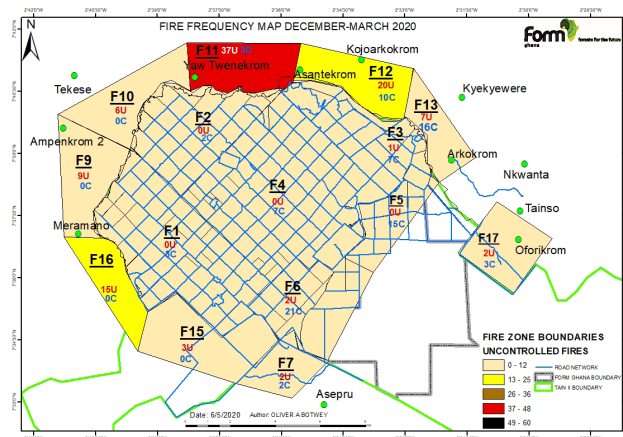 FIRE FREQUENCY MAP DECEMBER-MARCH 2020
N
Form
ghana
forests for the future
F11 37U
Yaw Twenekrom
Asantekrom
Kojoarkokrom
F12
20U
10C
Tekese
F10
6U
0C
F13
7U
16C
Kyekyewere
F2
0U
2C
F3
1U
7C
Ampenkrom 2
Arkokrom
Nkwanta
F9
9U
0C
F4
0U
7C
F5
0U
15C
Tainso
Meramano
F1
0U
3C
F17
2U
3C
Oforikrom
F16
15U
0C
F6
2U
21C
F15
3U
0C
F7
2U
2C
Asepru
FIRE ZONE BOUNDARIES
UNCONTROLLED FIRES
0 - 12
13 - 25
26 - 36
37 - 48
49 - 60
ROAD NETWORK
FORM GHANA BOUNDARY
TAIN II BOUNDARY
Date: 6/5/2020 Author: OLIVER A BOTWEY